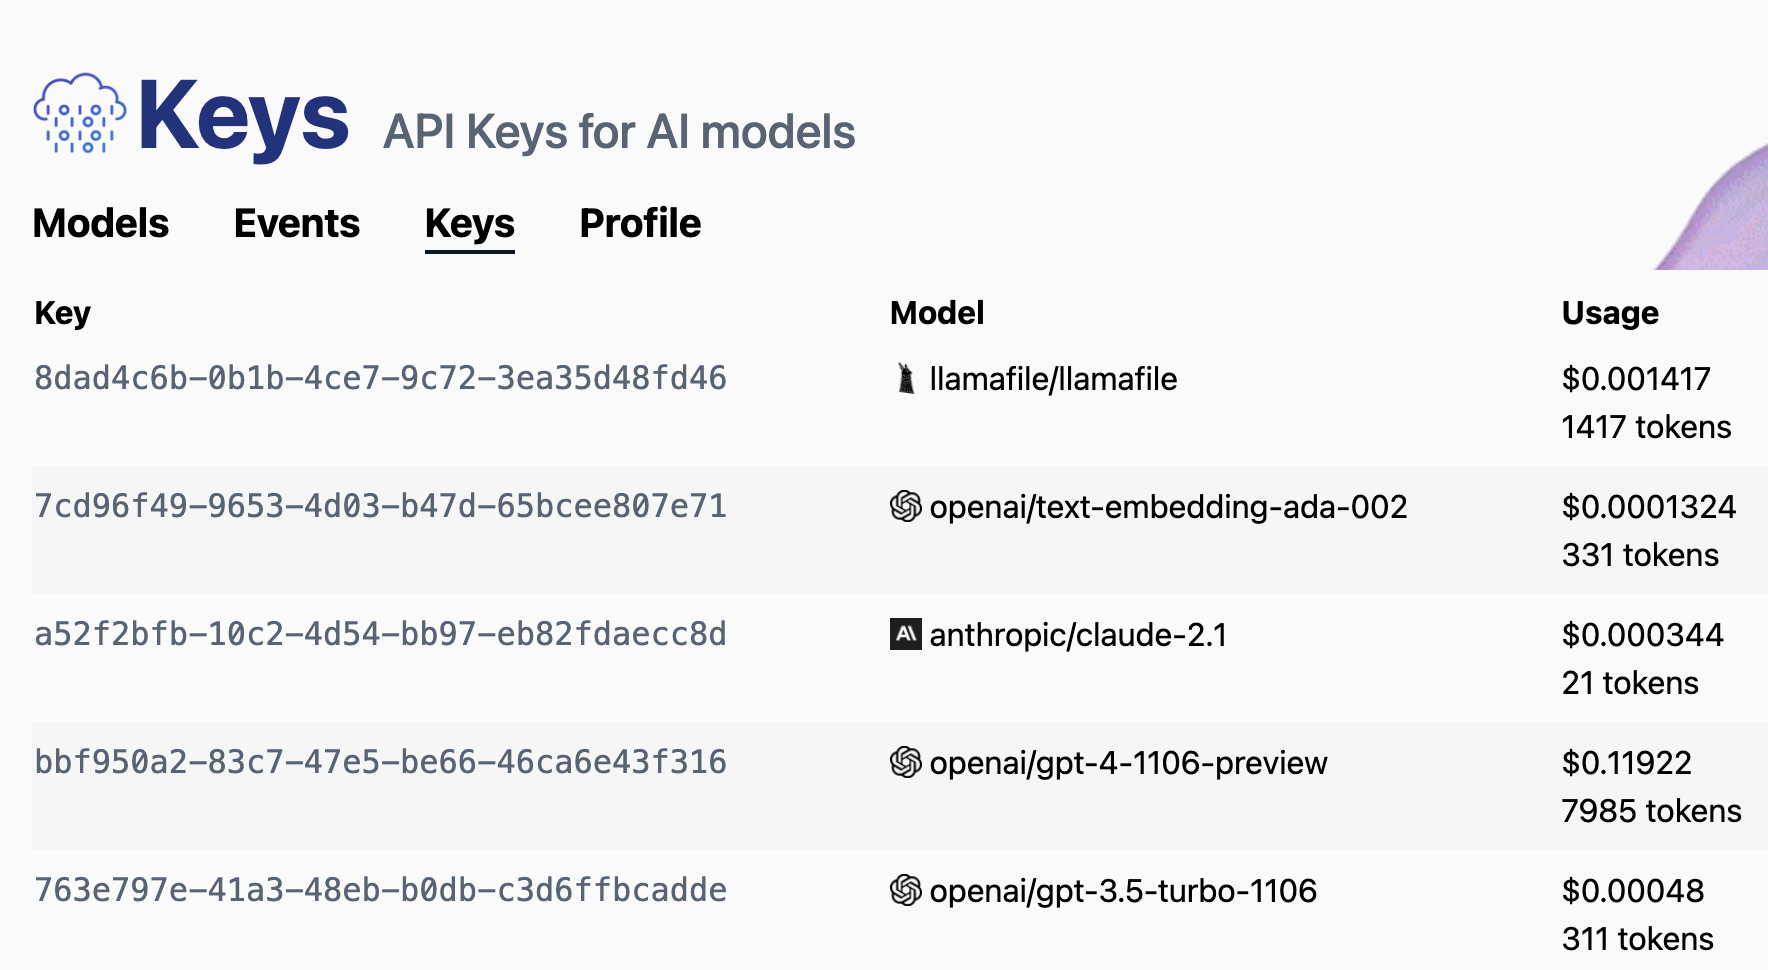 Keys API Keys for AI models
Models Events Keys Profile
Key Model Usage
8dad4c6b-0b1b-4ce7-9c72-3ea35d48fd46 llamafile/llamafile $0.001417
1417 tokens
7cd96f49-9653-4d03-b47d-65bcee807e71 openai/text-embedding-ada-002 $0.0001324
331 tokens
a52f2bfb-10c2-4d54-bb97-eb82fdaecc8d anthropic/claude-2.1 $0.000344
21 tokens
bbf950a2-83c7-47e5-be66-46ca6e43f316 openai/gpt-4-1106-preview $0.11922
7985 tokens
763e797e-41a3-48eb-b0db-c3d6ffbcadde openai/gpt-3.5-turbo-1106 $0.00048
311 tokens